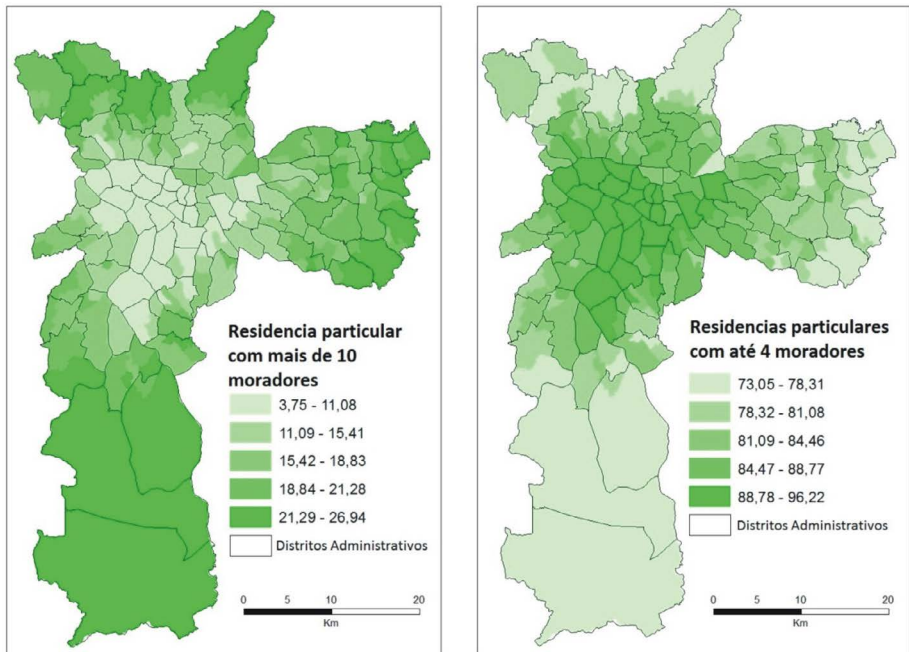 Residencia particular
com mais de 10
moradores
3,75 - 11,08
11,09 - 15,41
15,42 - 18,83
18,84 - 21,28
21,29 - 26,94
Distritos Administrativos
0 5 10 20
Km
Residencias particulares
com até 4 moradores
73,05 - 78,31
78,32 - 81,08
81,09 - 84,46
84,47 - 88,77
88,78 - 96,22
Distritos Administrativos
0 5 10 20
Km